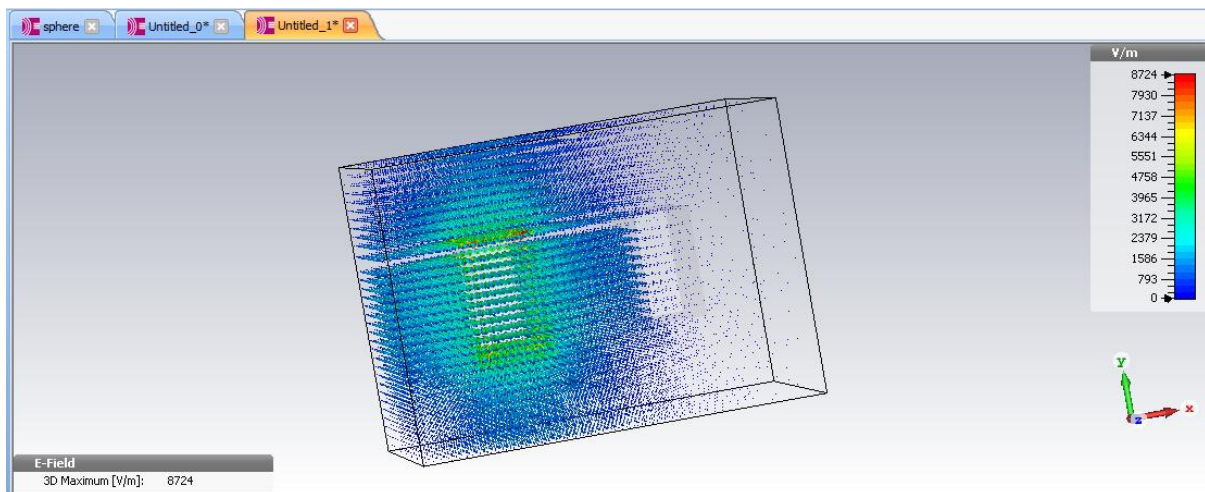 sphere Untitled_0* Untitled_1*
V/m
8724
7930
7137
6344
5551
4758
3965
3172
2379
1586
793
0
y
x
z
E-Field
3D Maximum [V/m]: 8724